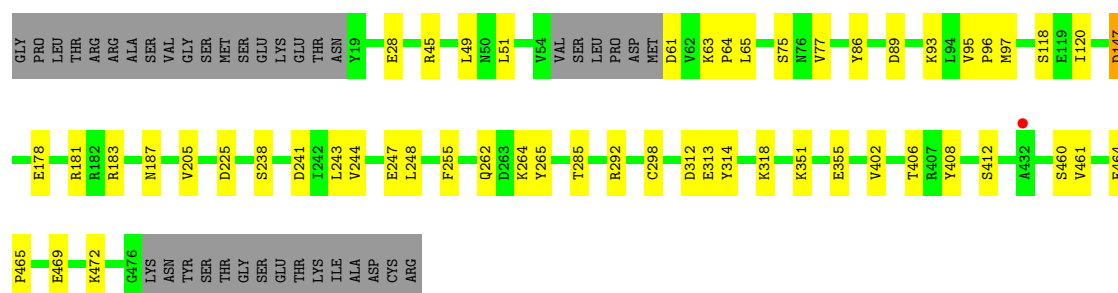 GLY PRO LEU THR ARG ARG ALA SER VAL GLY SER MET SER GLU LYS GLU THR ASN Y19 E28 R45 L49 N50 L51 V54 VAL SER LEU PRO ASP MET D61 V62 K63 P64 L65 S75 N76 V77 Y86 D89 K93 L94 V95 P96 M97 S118 E119 I120
E178 R181 R182 R183 N187 V205 D225 S238 D241 I242 L243 V244 E247 L248 F255 Q262 D263 K264 Y265 T285 R292 C298 D312 E313 Y314 K318 K351 E355 V402 T406 R407 Y408 S412 A432 S460 V461
P465 E469 K472 G476 LYS ASN TYR SER THR GLY SER GLU THR LYS ILE ALA ASP CYS ARG